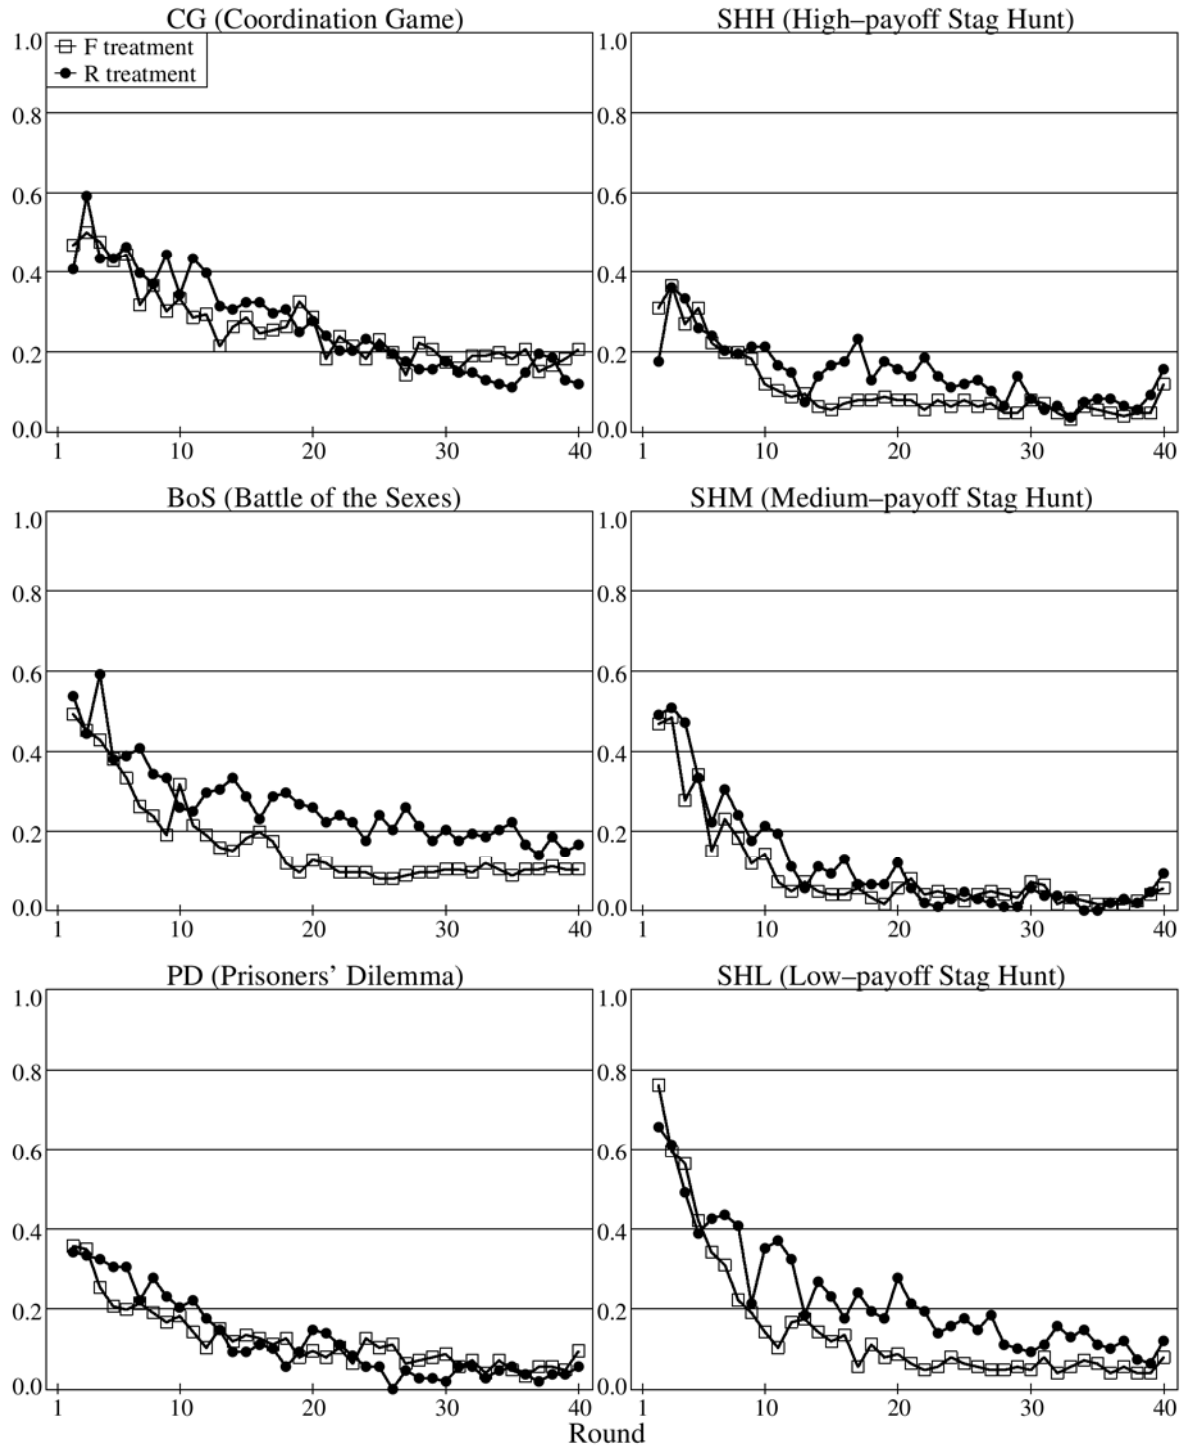 CG (Coordination Game)
1.0
F treatment
R treatment
0.8
0.6
0.4
0.2
0.0
1 10 20 30 40
SHH (High–payoff Stag Hunt)
1.0
0.8
0.6
0.4
0.2
0.0
1 10 20 30 40
BoS (Battle of the Sexes)
1.0
0.8
0.6
0.4
0.2
0.0
1 10 20 30 40
SHM (Medium–payoff Stag Hunt)
1.0
0.8
0.6
0.4
0.2
0.0
1 10 20 30 40
PD (Prisoners’ Dilemma)
1.0
0.8
0.6
0.4
0.2
0.0
1 10 20 30 40
SHL (Low–payoff Stag Hunt)
1.0
0.8
0.6
0.4
0.2
0.0
1 10 20 30 40
Round